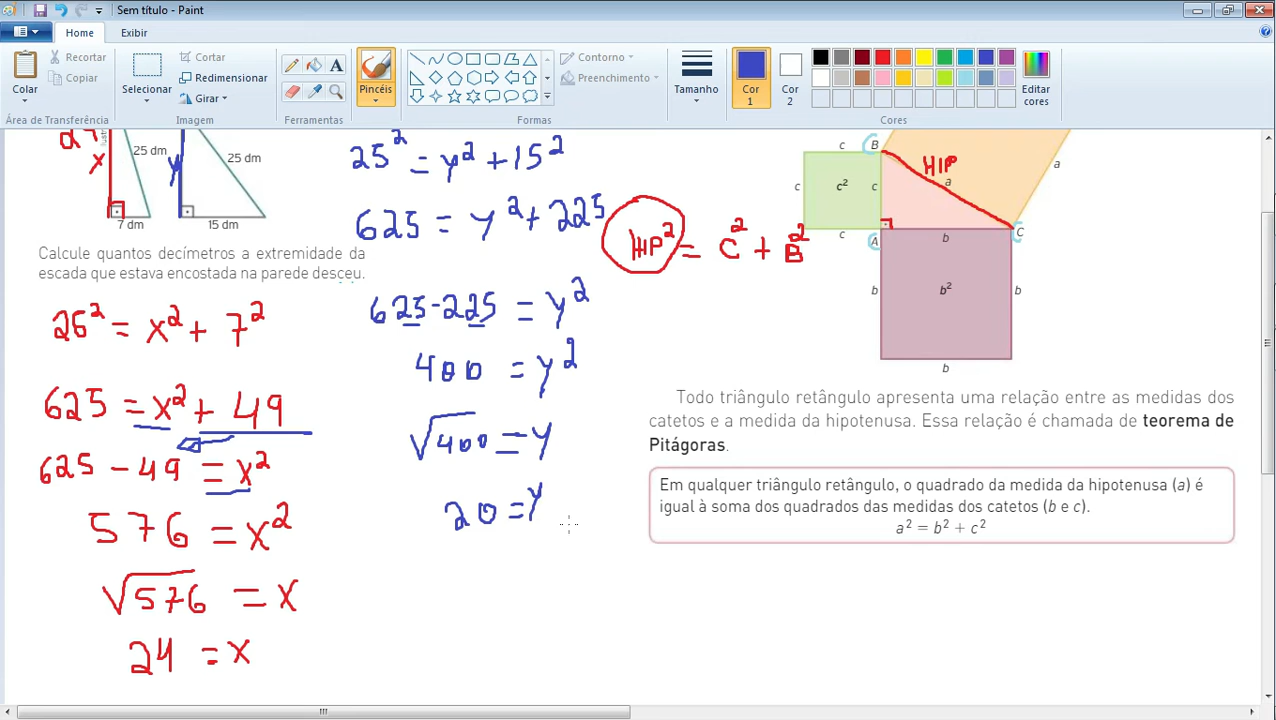 Sem título - Paint
Home
Exibir
Colar
Recortar
Copiar
Área de Transferência
Selecionar
Cortar
Redimensionar
Girar
Imagem
A
Ferramentas
Pincéis
Contorno
Preenchimento
Formas
Tamanho
Cor
1
Cor
2
Editar
cores
Cores
x
25 dm
7 dm
y
25 dm
15 dm
Calcule quantos decímetros a extremidade da
escada que estava encostada na parede desceu.
25² = x² + 7²
625 = x² + 49
625 - 49 = x²
576 = x²
√576 = x
24 = x
25² = y² + 15²
625 = y² + 225
625-225 = y²
400 = y²
√400 = y
20 = y
HIP² = C² + B²
c
B
c
c²
c
c
HIP
a
a
A
b
C
b
b²
b
b
Todo triângulo retângulo apresenta uma relação entre as medidas dos
catetos e a medida da hipotenusa. Essa relação é chamada de teorema de
Pitágoras.
Em qualquer triângulo retângulo, o quadrado da medida da hipotenusa (a) é
igual à soma dos quadrados das medidas dos catetos (b e c).
a² = b² + c²